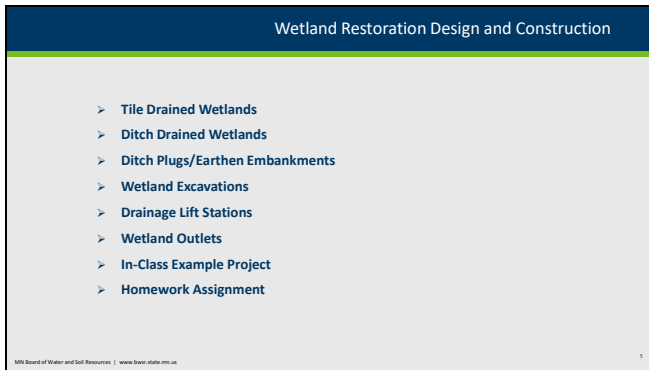 Wetland Restoration Design and Construction
➢ Tile Drained Wetlands
➢ Ditch Drained Wetlands
➢ Ditch Plugs/Earthen Embankments
➢ Wetland Excavations
➢ Drainage Lift Stations
➢ Wetland Outlets
➢ In-Class Example Project
➢ Homework Assignment
MN Board of Water and Soil Resources | www.bwsr.state.mn.us
5